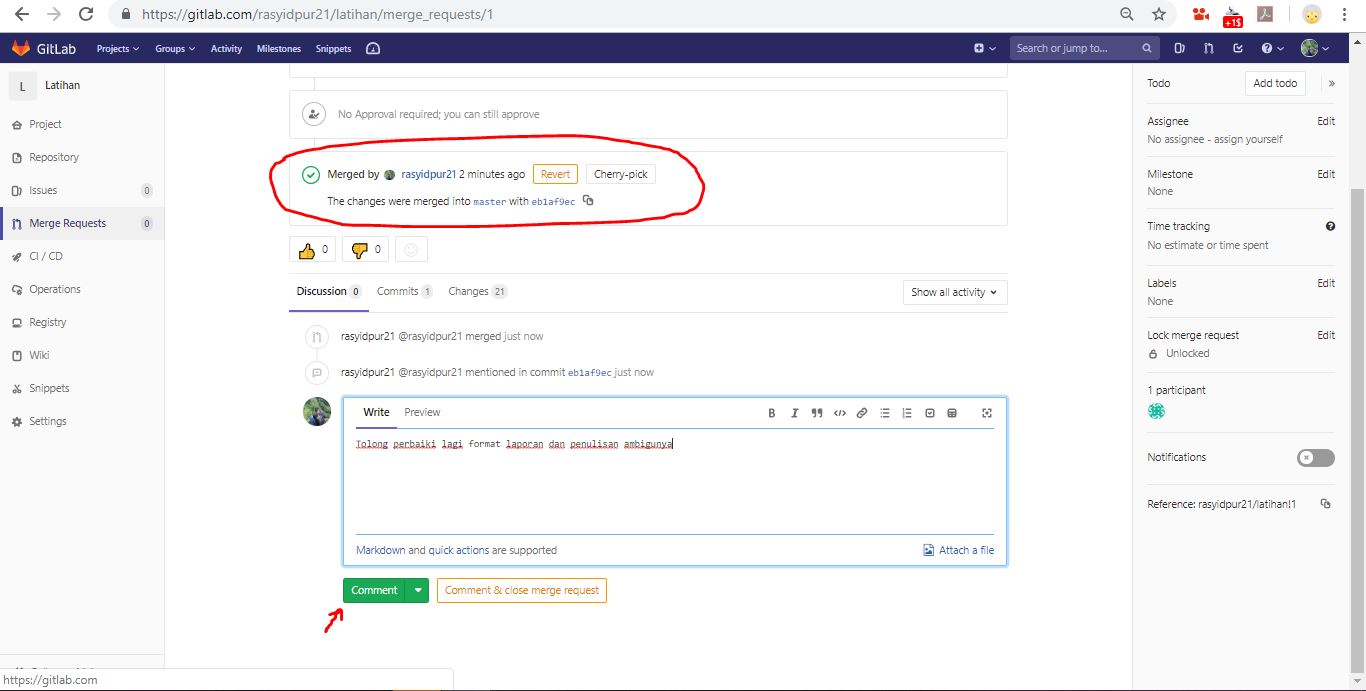 https://gitlab.com/rasyidpur21/latihan/merge_requests/1
+1$
GitLab Projects Groups Activity Milestones Snippets Search or jump to...
L Latihan
Project
Repository
Issues 0
Merge Requests 0
CI / CD
Operations
Registry
Wiki
Snippets
Settings
https://gitlab.com
No Approval required; you can still approve
Merged by rasyidpur21 2 minutes ago Revert Cherry-pick
The changes were merged into master with eb1af9ec
0 0
Discussion 0 Commits 1 Changes 21 Show all activity
rasyidpur21 @rasyidpur21 merged just now
rasyidpur21 @rasyidpur21 mentioned in commit eb1af9ec just now
Write Preview
Tolong perbaiki lagi format laporan dan penulisan ambigunya
Markdown and quick actions are supported Attach a file
Comment Comment & close merge request
Todo Add todo »
Assignee Edit
No assignee - assign yourself
Milestone Edit
None
Time tracking
No estimate or time spent
Labels Edit
None
Lock merge request Edit
Unlocked
1 participant
Notifications
Reference: rasyidpur21/latihan!1